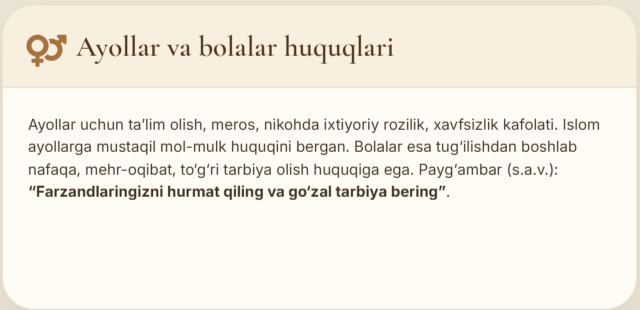 Ayollar va bolalar huquqlari
Ayollar uchun ta’lim olish, meros, nikohda ixtiyoriy rozilik, xavfsizlik kafolati. Islom
ayollarga mustaqil mol-mulk huquqini bergan. Bolalar esa tug‘ilishdan boshlab
nafaqa, mehr-oqibat, to‘g‘ri tarbiya olish huquqiga ega. Payg‘ambar (s.a.v.):
“Farzandlaringizni hurmat qiling va go‘zal tarbiya bering”.